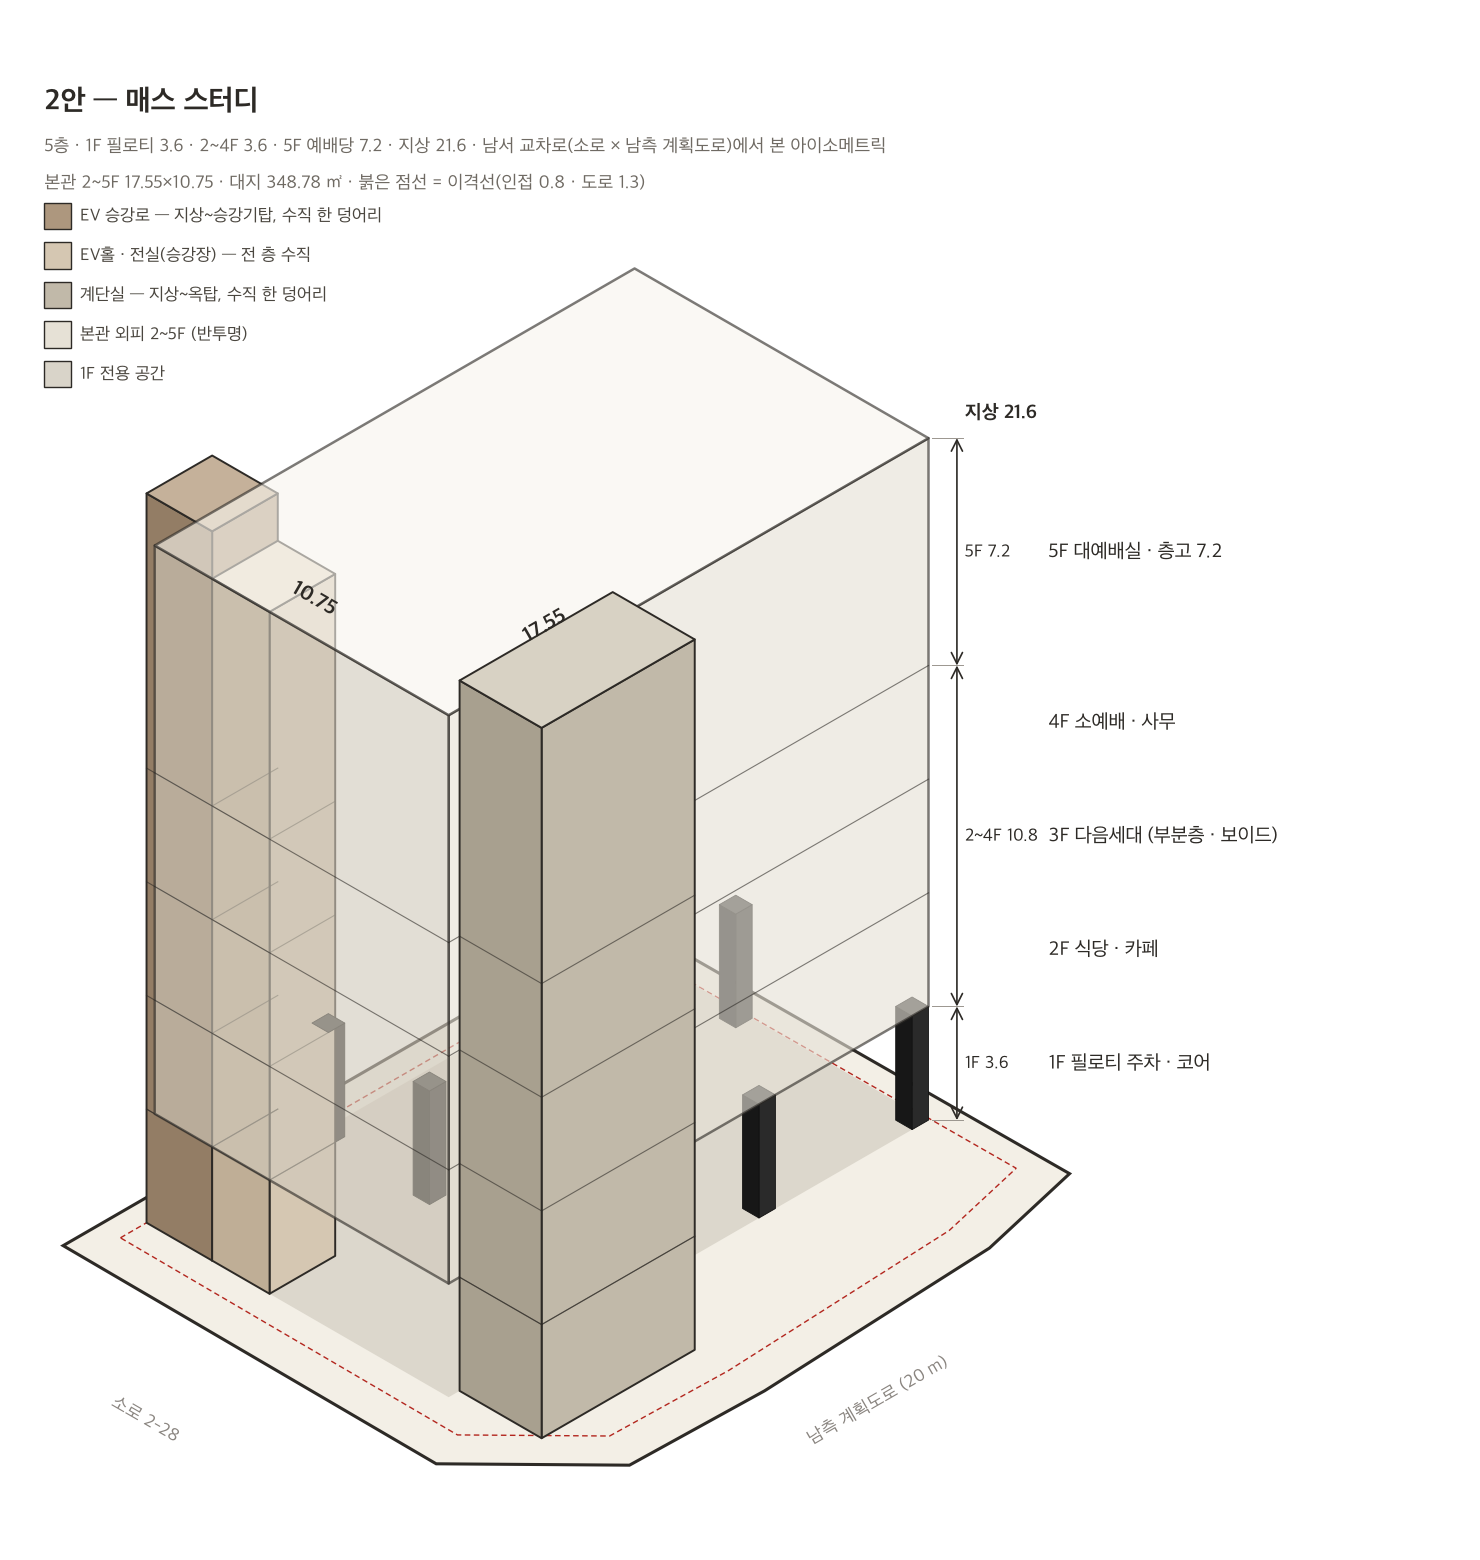 2안 — 매스 스터디
5층 · 1F 필로티 3.6 · 2~4F 3.6 · 5F 예배당 7.2 · 지상 21.6 · 남서 교차로(소로 × 남측 계획도로)에서 본 아이소메트릭
본관 2~5F 17.55×10.75 · 대지 348.78 ㎡ · 붉은 점선 = 이격선(인접 0.8 · 도로 1.3)
EV 승강로 — 지상~승강기탑, 수직 한 덩어리
EV홀 · 전실(승강장) — 전 층 수직
계단실 — 지상~옥탑, 수직 한 덩어리
본관 외피 2~5F (반투명)
1F 전용 공간
지상 21.6
5F 7.2
5F 대예배실 · 층고 7.2
10.75
17.55
4F 소예배 · 사무
2~4F 10.8
3F 다음세대 (부분층 · 보이드)
2F 식당 · 카페
1F 3.6
1F 필로티 주차 · 코어
소로 2-28
남측 계획도로 (20 m)